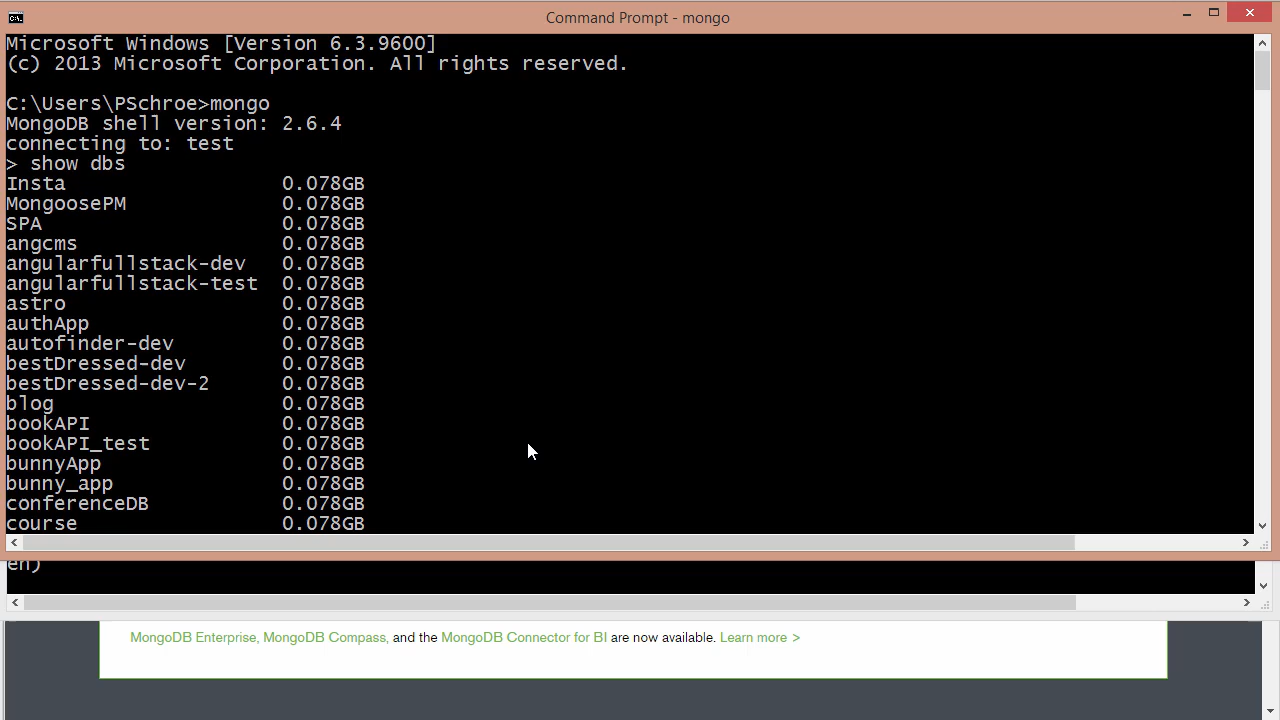 Command Prompt - mongo
Microsoft Windows [Version 6.3.9600]
(c) 2013 Microsoft Corporation. All rights reserved.
C:\Users\PSchroe>mongo
MongoDB shell version: 2.6.4
connecting to: test
> show dbs
Insta 0.078GB
MongoosePM 0.078GB
SPA 0.078GB
angcms 0.078GB
angularfullstack-dev 0.078GB
angularfullstack-test 0.078GB
astro 0.078GB
authApp 0.078GB
autofinder-dev 0.078GB
bestDressed-dev 0.078GB
bestDressed-dev-2 0.078GB
blog 0.078GB
bookAPI 0.078GB
bookAPI_test 0.078GB
bunnyApp 0.078GB
bunny_app 0.078GB
conferenceDB 0.078GB
course 0.078GB
en)
MongoDB Enterprise, MongoDB Compass, and the MongoDB Connector for BI are now available. Learn more >